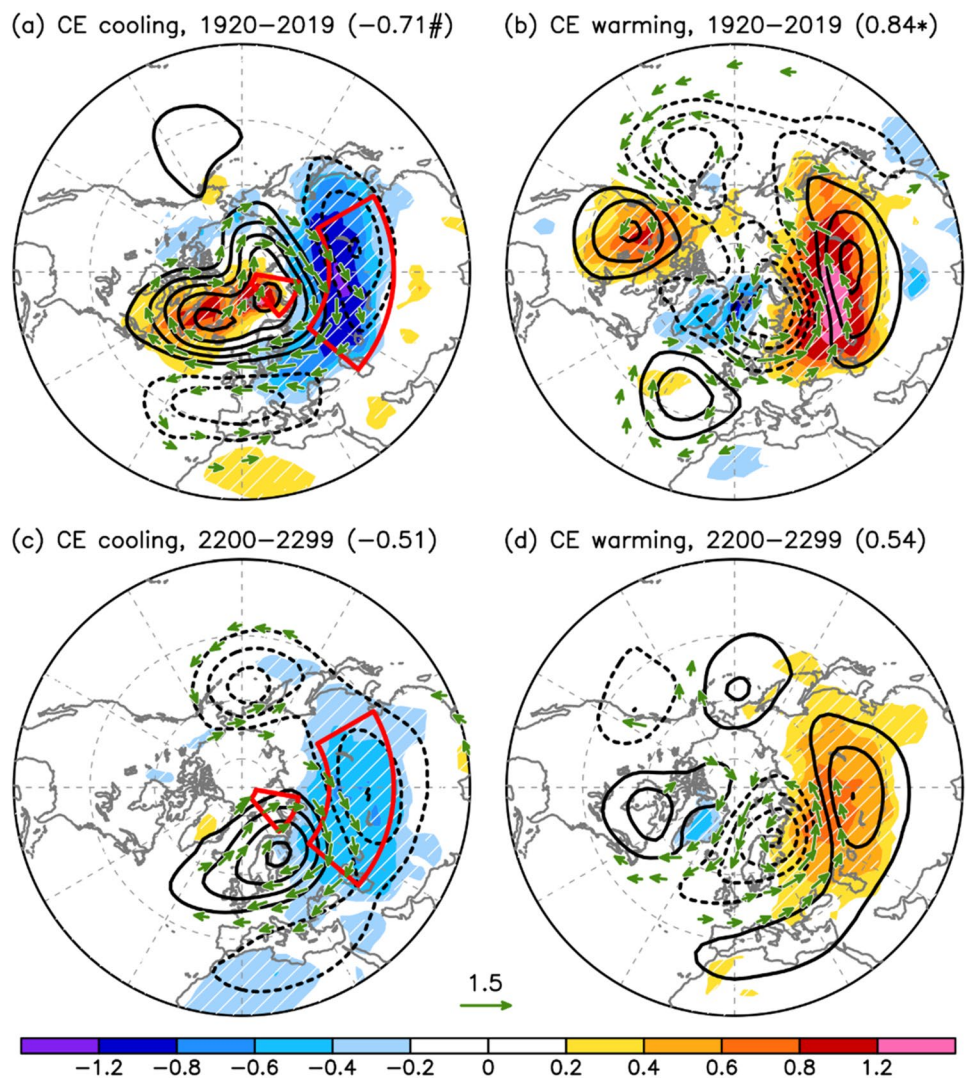 (a) CE cooling, 1920−2019 (−0.71#)
(b) CE warming, 1920−2019 (0.84*)
(c) CE cooling, 2200−2299 (−0.51)
(d) CE warming, 2200−2299 (0.54)
1.5
−1.2 −0.8 −0.6 −0.4 −0.2 0 0.2 0.4 0.6 0.8 1.2